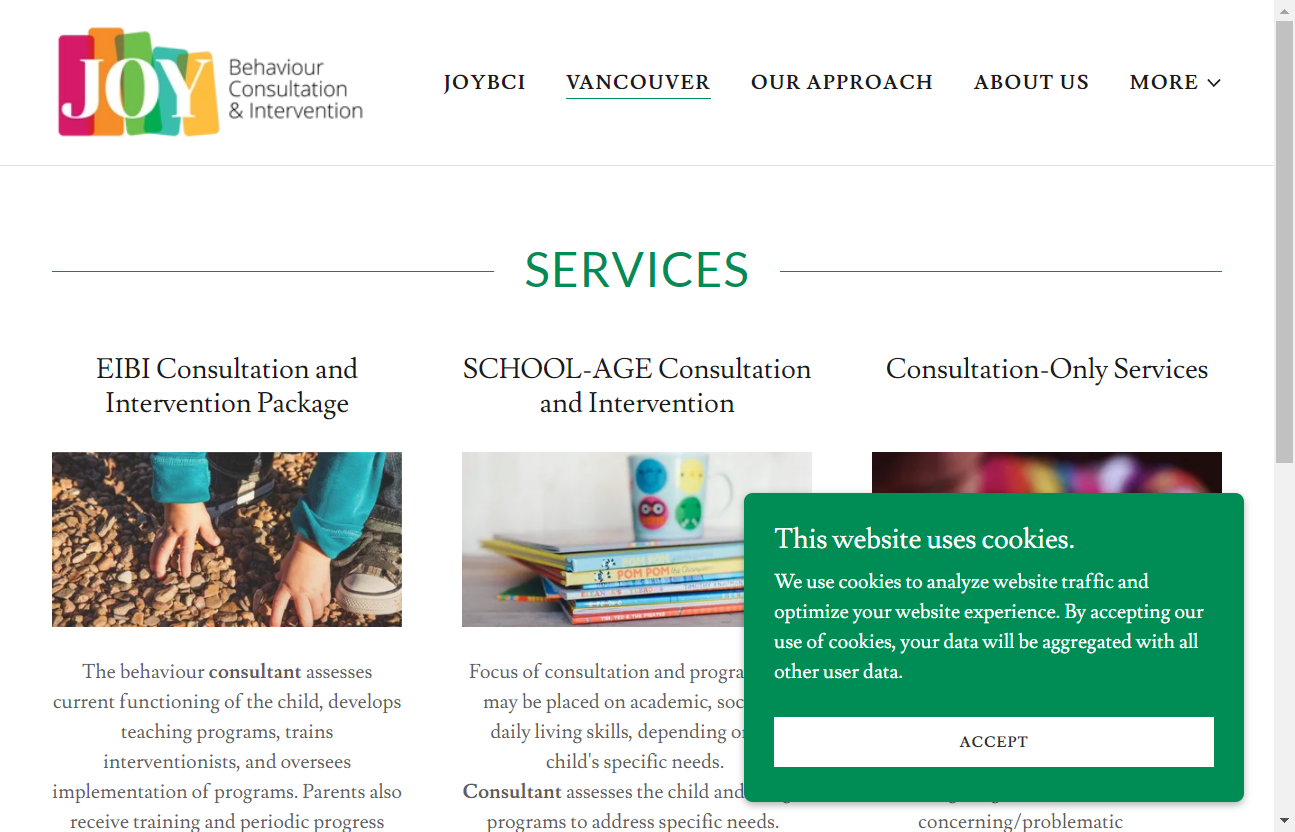 JOY
Behaviour
Consultation
& Intervention
JOYBCI
VANCOUVER
OUR APPROACH
ABOUT US
MORE
SERVICES
EIBI Consultation and
Intervention Package
SCHOOL-AGE Consultation
and Intervention
Consultation-Only Services
POM POM
The behaviour consultant assesses
current functioning of the child, develops
teaching programs, trains
interventionists, and oversees
implementation of programs. Parents also
receive training and periodic progress
Focus of consultation and
may be placed on academic,
daily living skills, depending
child's specific needs.
Consultant assesses the child and
programs to address specific needs.
This website uses cookies.
We use cookies to analyze website traffic and
optimize your website experience. By accepting our
use of cookies, your data will be aggregated with all
other user data.
ACCEPT
concerning/problematic